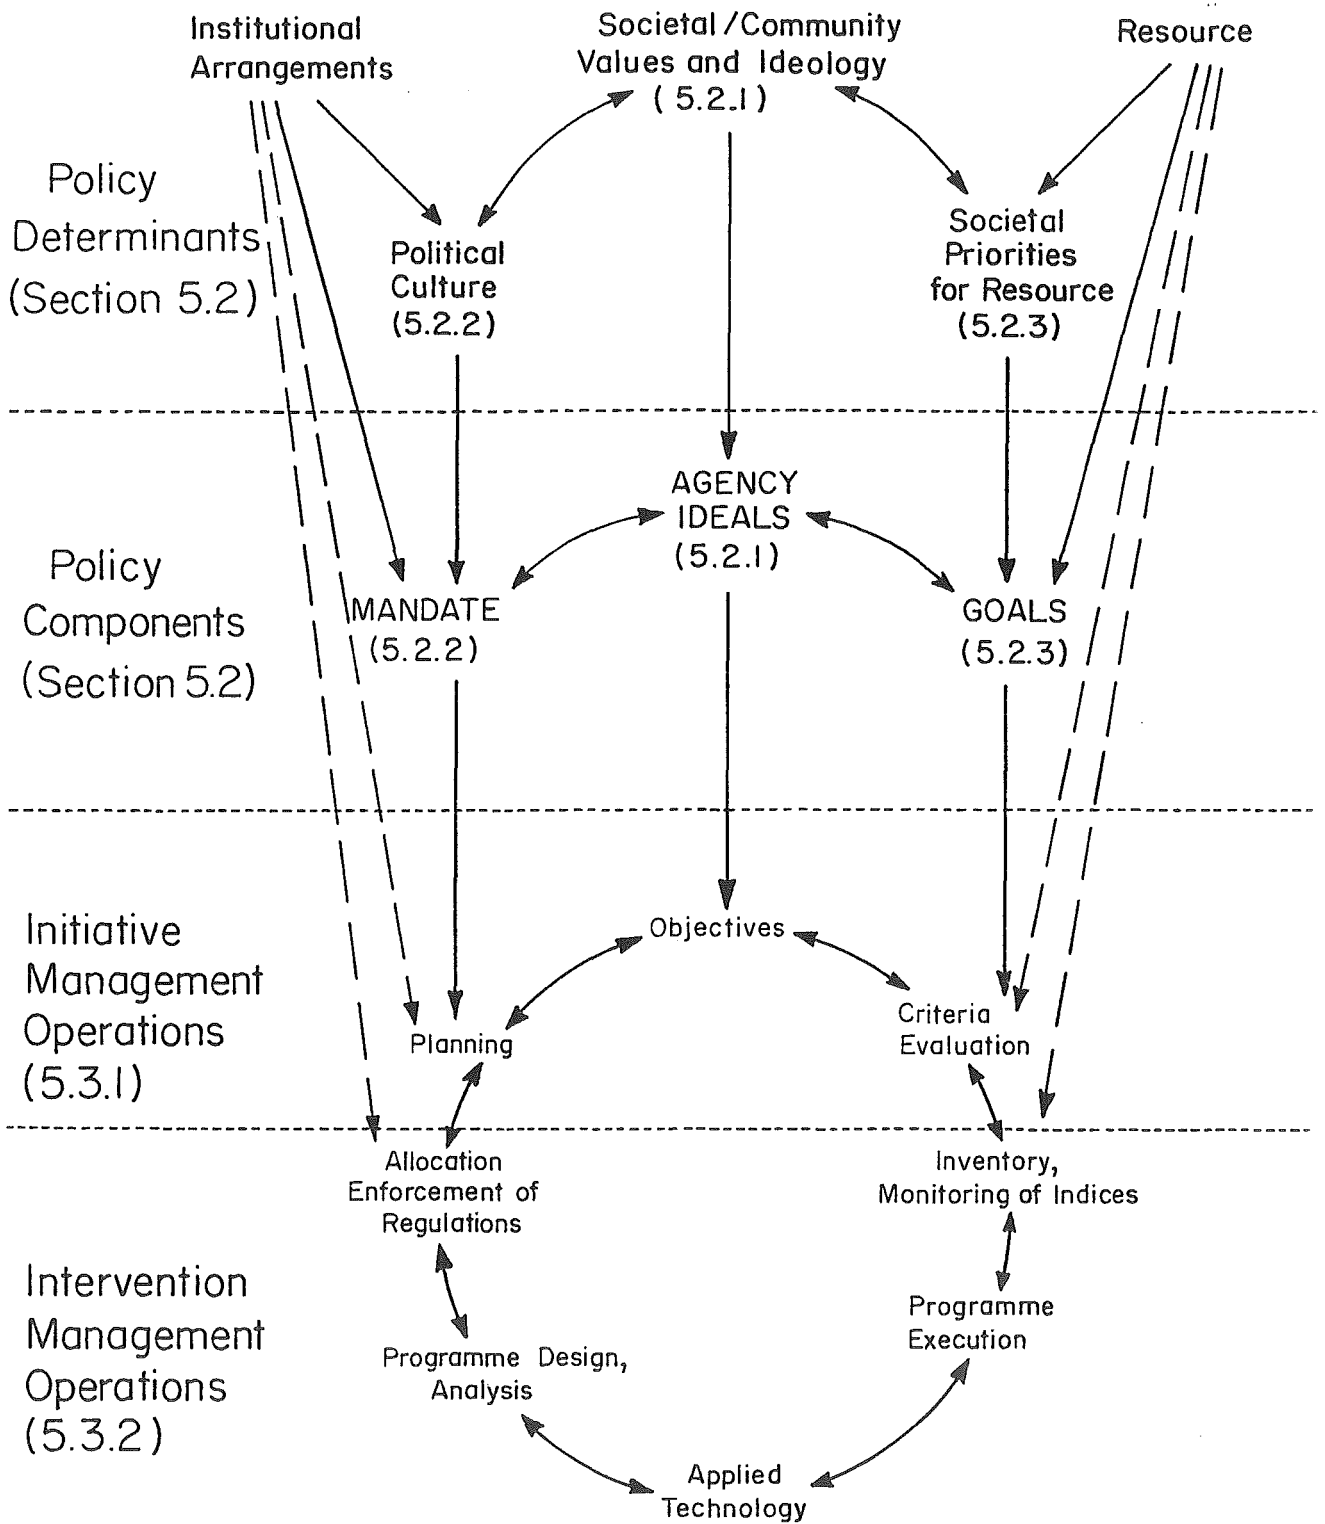 Institutional
Arrangements
Societal/Community
Values and Ideology
(5.2.1)
Resource
Policy
Determinants
(Section 5.2)
Political
Culture
(5.2.2)
Societal
Priorities
for Resource
(5.2.3)
Policy
Components
(Section 5.2)
AGENCY
IDEALS
(5.2.1)
MANDATE
(5.2.2)
GOALS
(5.2.3)
Initiative
Management
Operations
(5.3.1)
Objectives
Planning
Criteria
Evaluation
Intervention
Management
Operations
(5.3.2)
Allocation
Enforcement of
Regulations
Inventory,
Monitoring of Indices
Programme Design,
Analysis
Programme
Execution
Applied
Technology